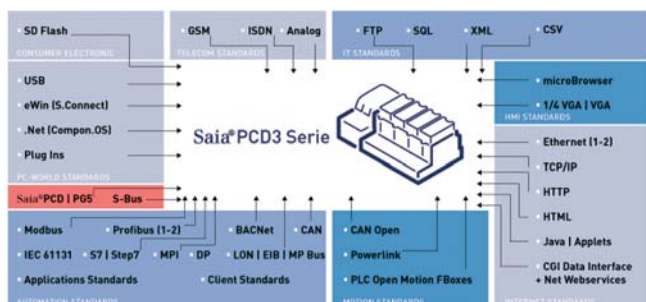 SD Flash
CONSUMER ELECTRONIC
GSM ISDN Analog
TELECOM STANDARDS
FTP SQL XML CSV
IT STANDARDS
USB
eWin (S.Connect)
.Net (Compon.OS)
Plug Ins
PC-WORLD STANDARDS
Saia®PCD3 Serie
microBrowser
1/4 VGA | VGA
HMI STANDARDS
Ethernet (1-2)
TCP/IP
HTTP
HTML
Java | Applets
CGI Data Interface
+ Net Webservices
INTERNET STANDARDS
Saia®PCD | PG5 S-Bus
Modbus Profibus (1-2) BACNet CAN
IEC 61131 S7 | Step7 MPI DP LON | EIB | MP Bus
Applications Standards Client Standards
AUTOMATION STANDARDS
CAN Open
Powerlink
PLC Open Motion FBoxes
MOTION STANDARDS